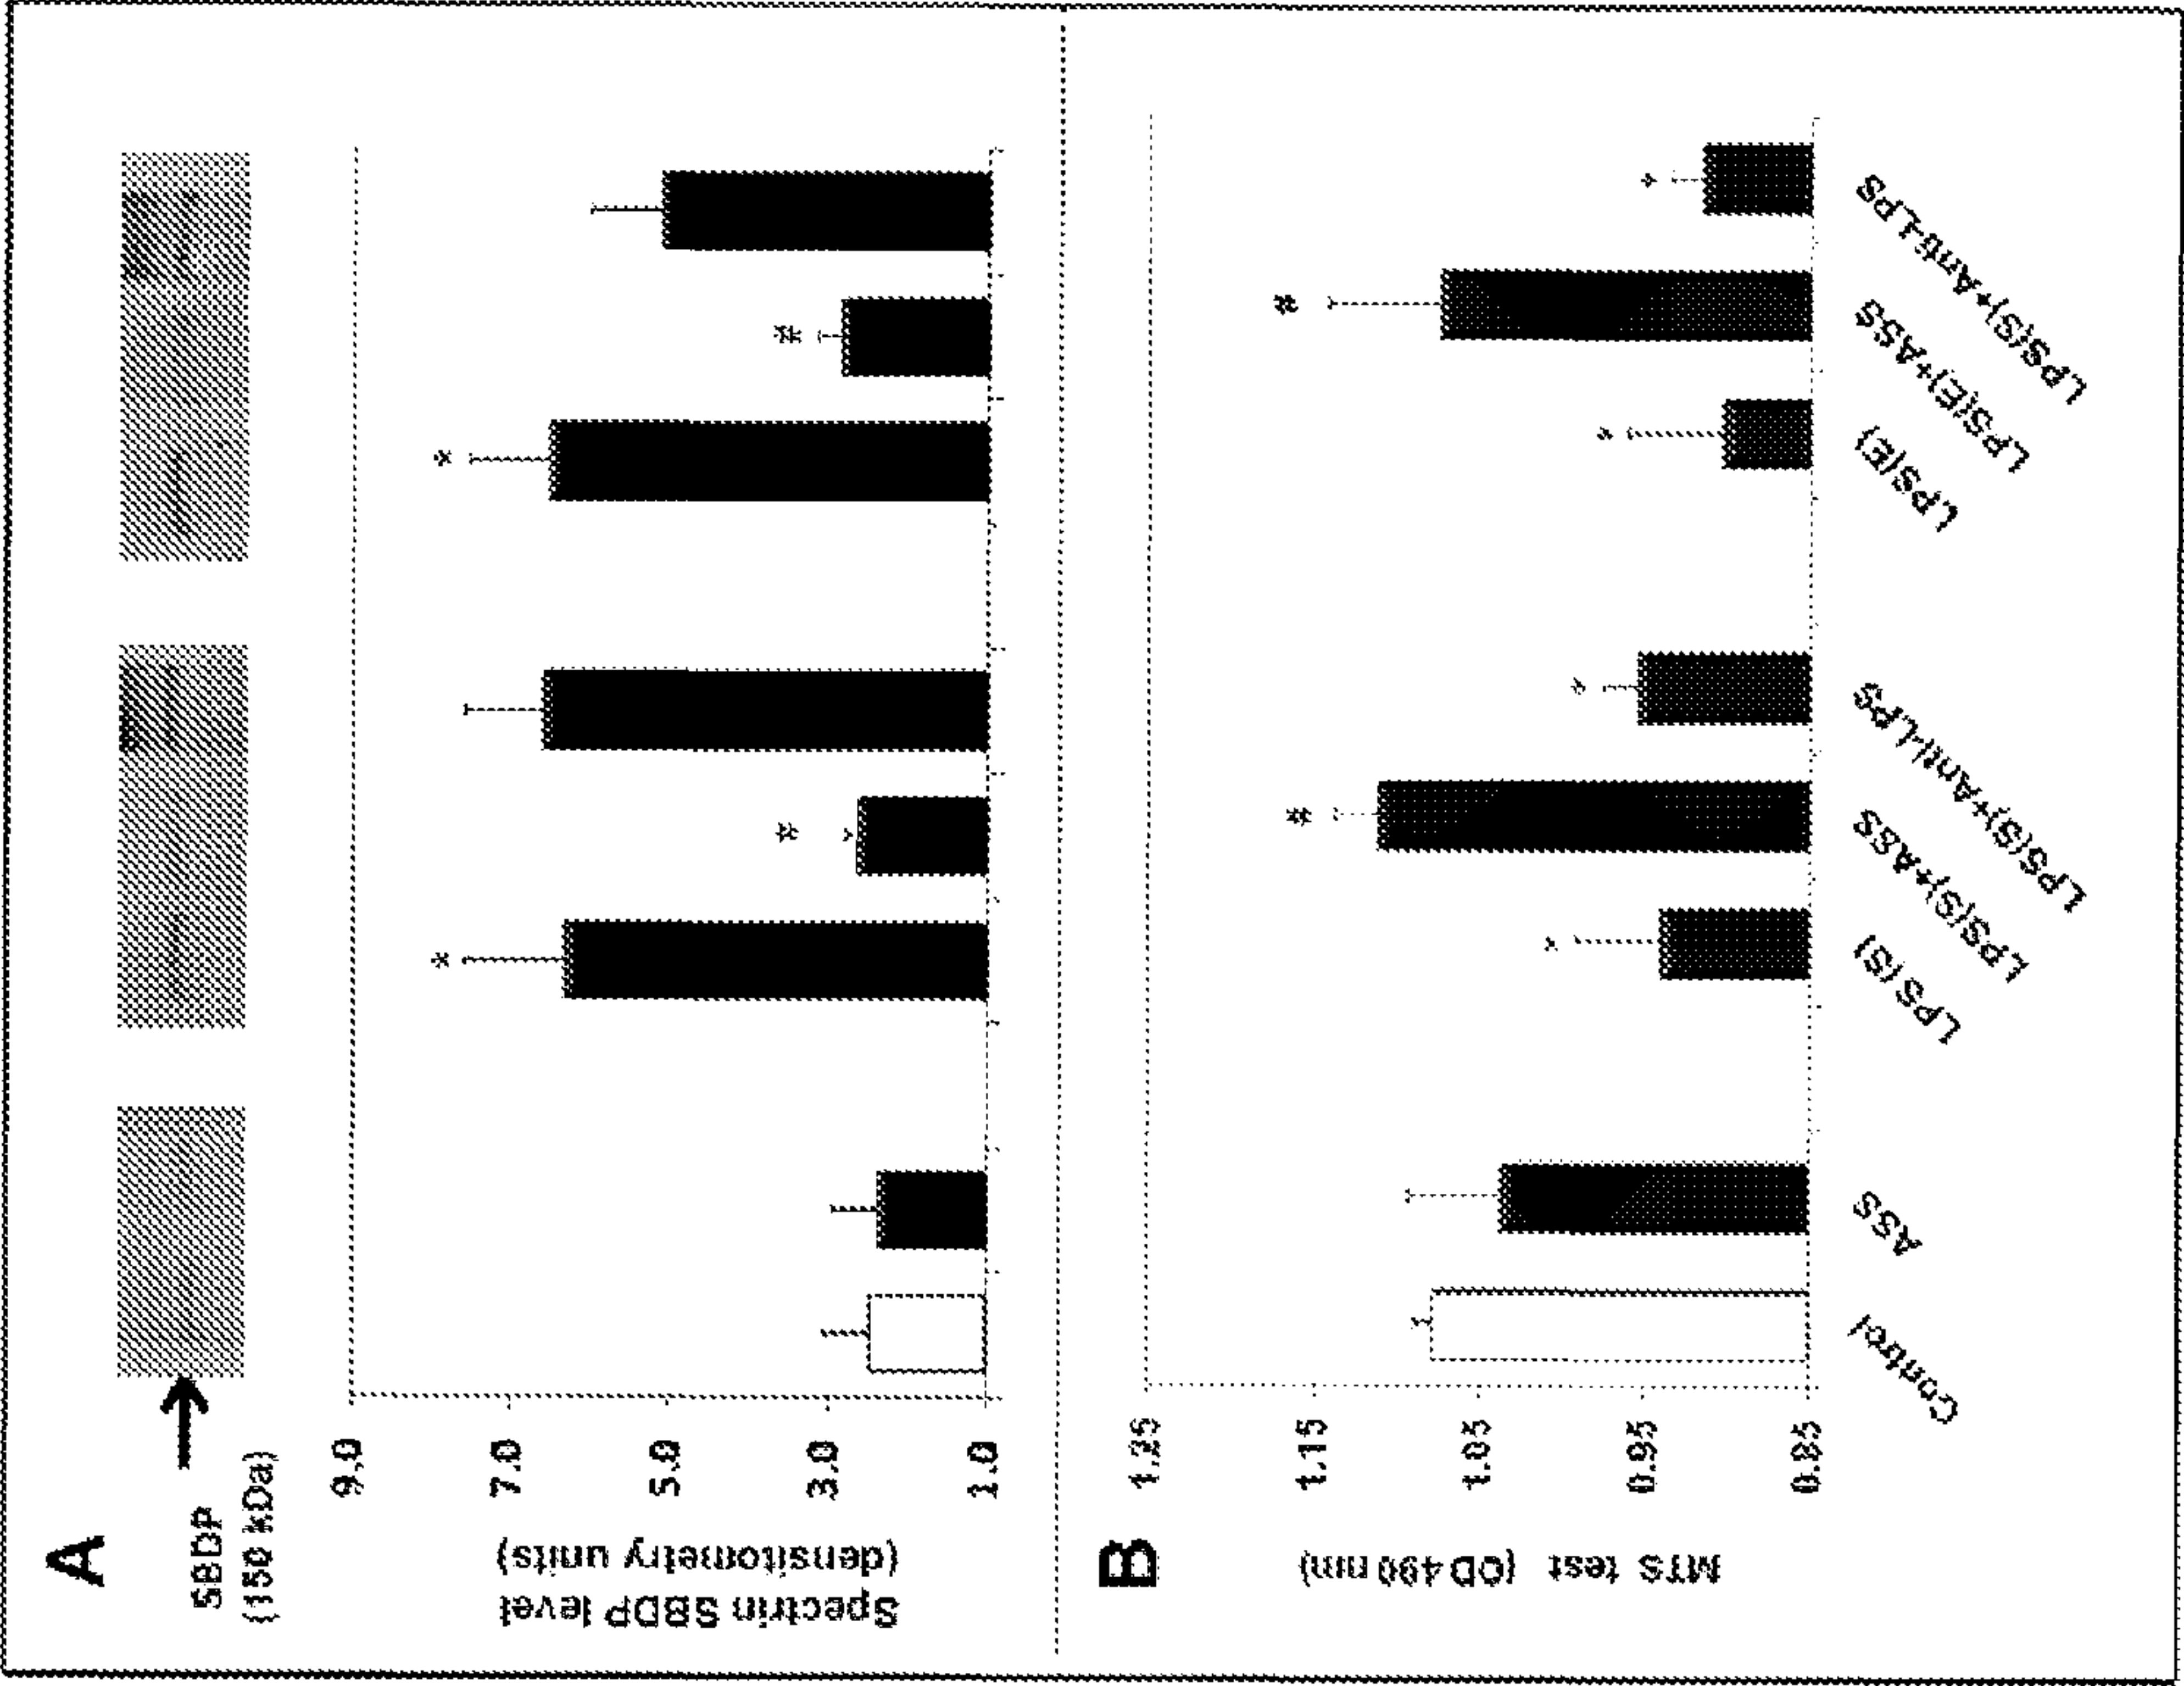 A
SBDP
(150 kDa)
Spectrin SBDP level
(densitometry units)
9.0
7.0
5.0
3.0
1.0
*
#
*
#
B
MTS test (OD 490 nm)
1.25
1.15
1.05
0.95
0.85
*
#
*
*
#
*
Control
ASS
LPS(S)
LPS(S)+ASS
LPS(S)+Anti-LPS
LPS(E)
LPS(E)+ASS
LPS(S)+Anti-LPS